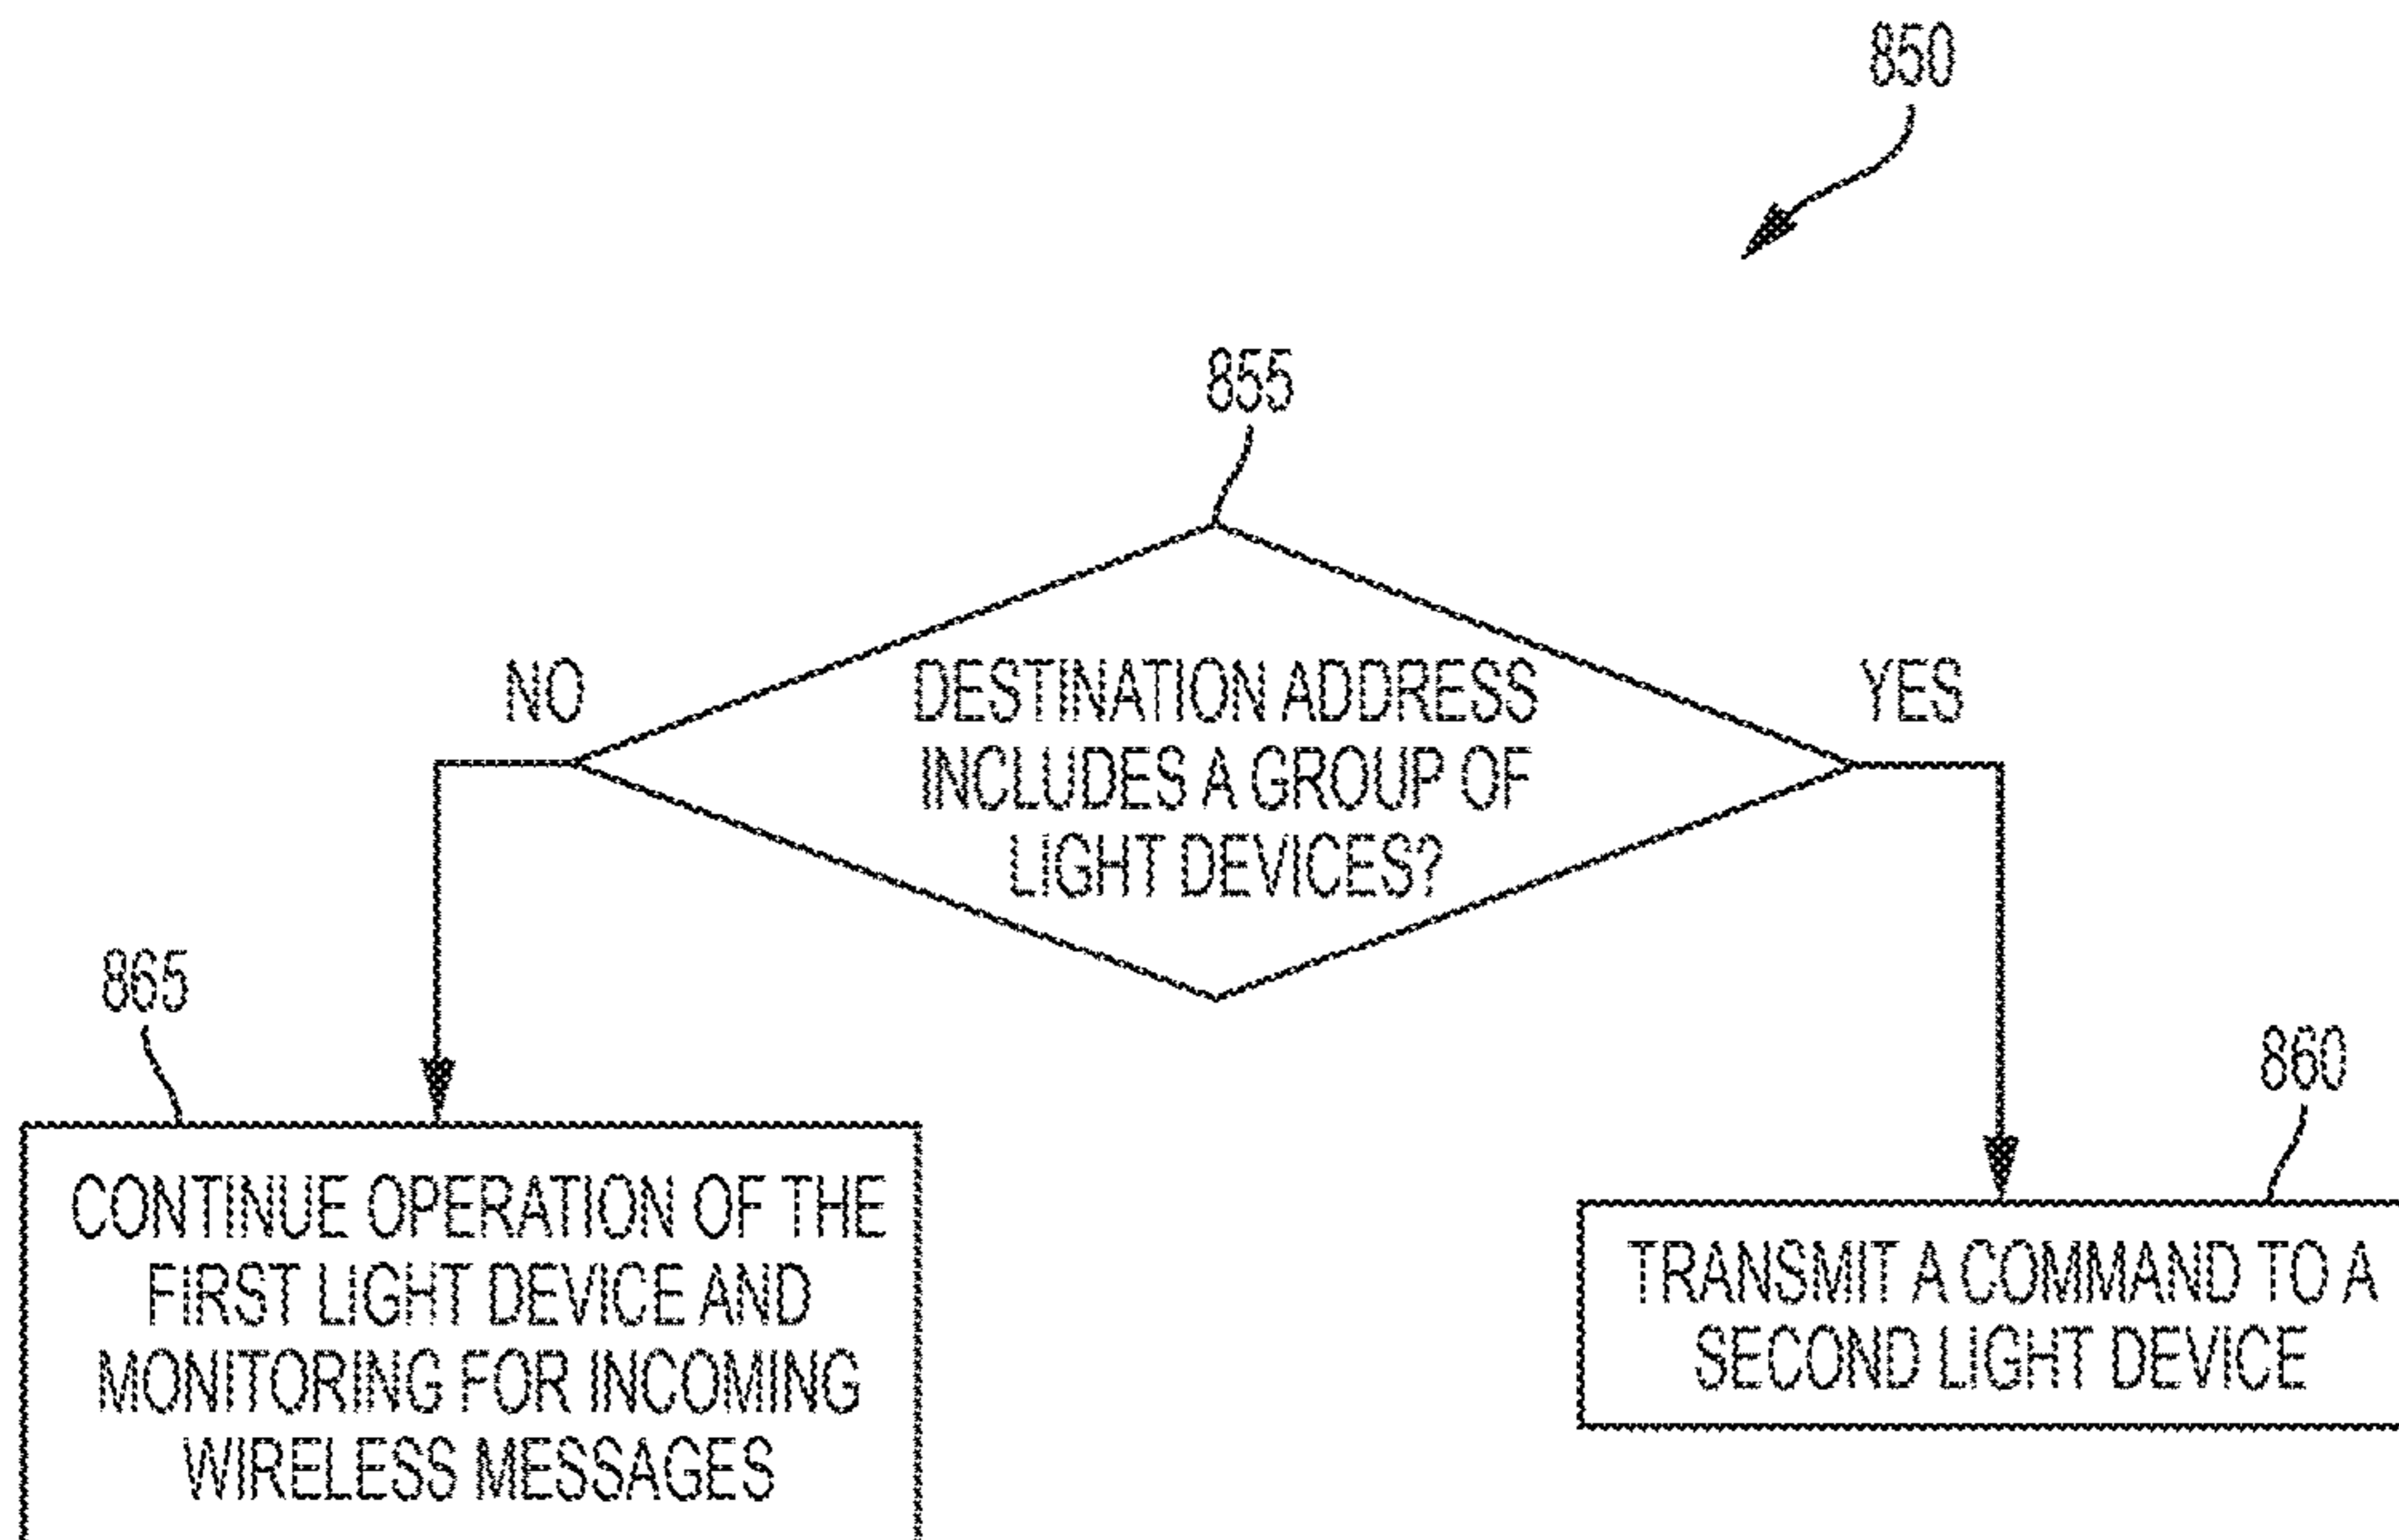 850
855
NO
DESTINATION ADDRESS
INCLUDES A GROUP OF
LIGHT DEVICES?
YES
865
CONTINUE OPERATION OF THE
FIRST LIGHT DEVICE AND
MONITORING FOR INCOMING
WIRELESS MESSAGES
860
TRANSMIT A COMMAND TO A
SECOND LIGHT DEVICE